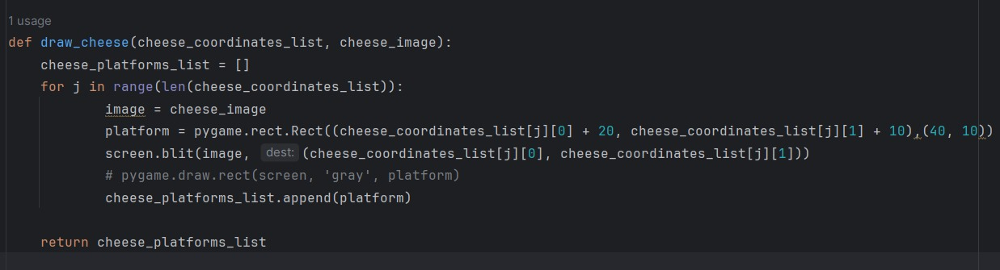 1 usage
def draw_cheese(cheese_coordinates_list, cheese_image):
    cheese_platforms_list = []
    for j in range(len(cheese_coordinates_list)):
            image = cheese_image
            platform = pygame.rect.Rect((cheese_coordinates_list[j][0] + 20, cheese_coordinates_list[j][1] + 10),(40, 10))
            screen.blit(image, dest: (cheese_coordinates_list[j][0], cheese_coordinates_list[j][1]))
            # pygame.draw.rect(screen, 'gray', platform)
            cheese_platforms_list.append(platform)
    return cheese_platforms_list